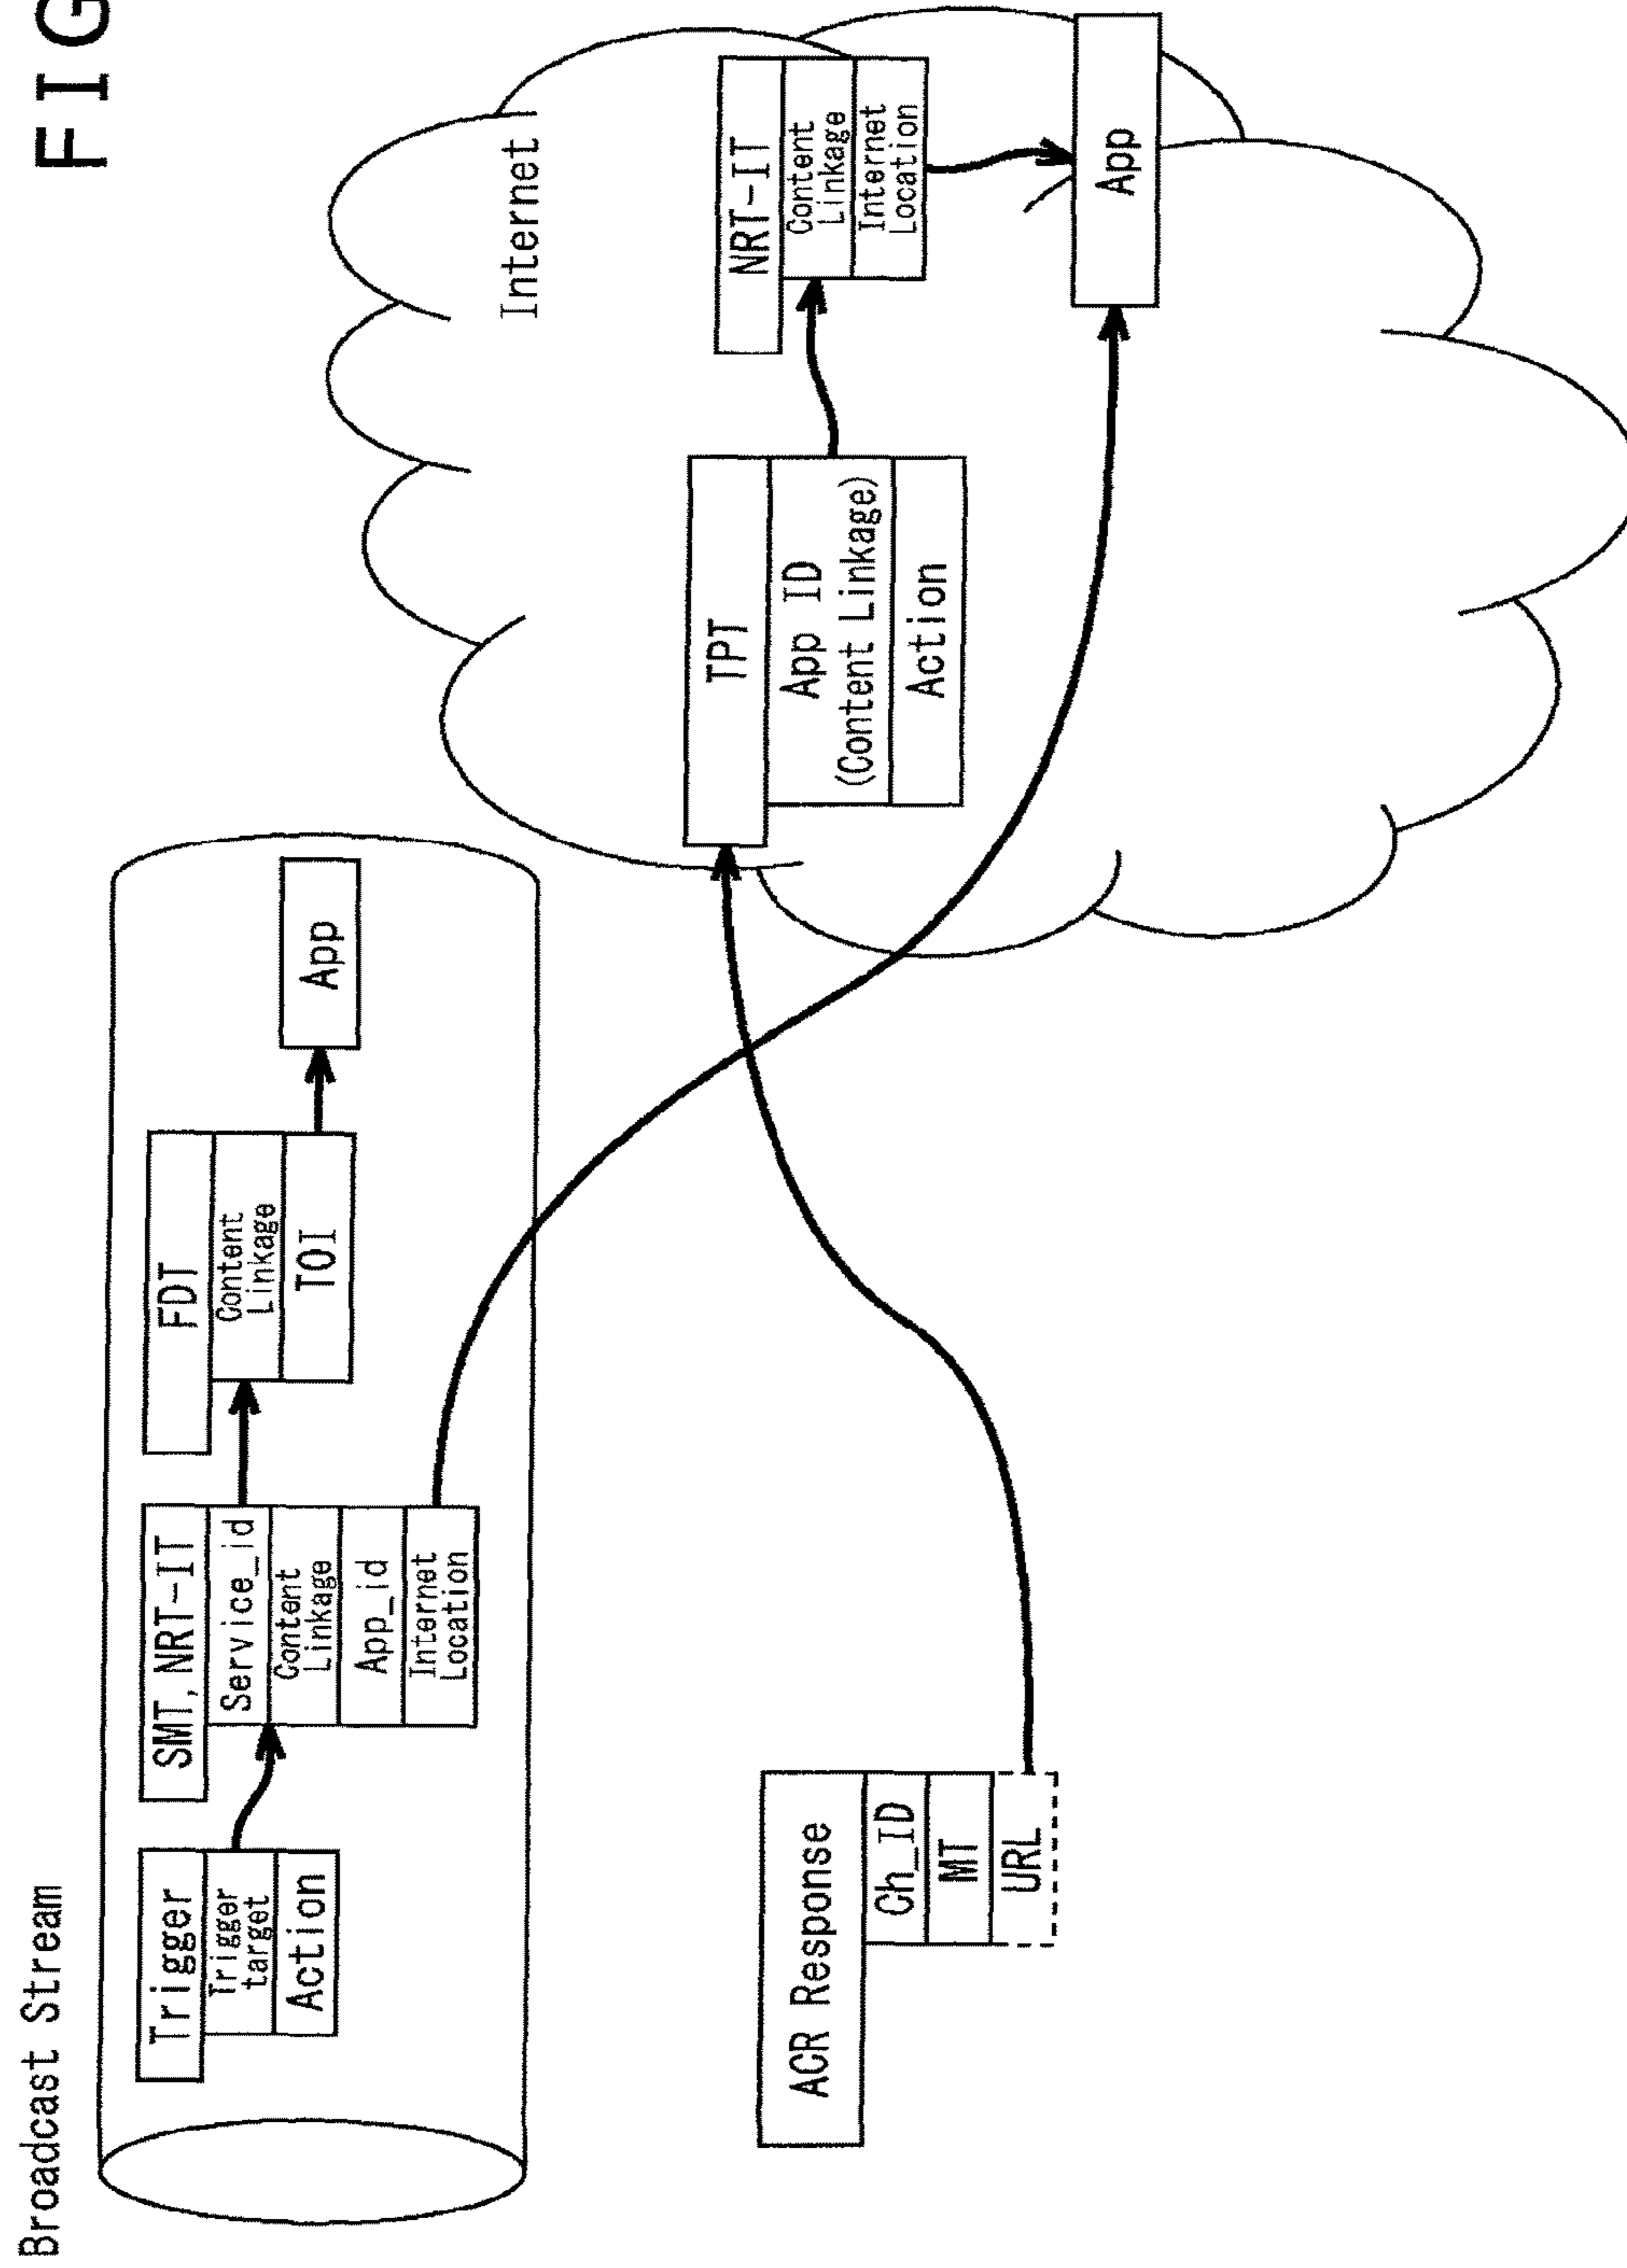 FIG
Broadcast Stream
Trigger
Trigger
target
Action
SMT, NRT-IT
Service_id
Content
Linkage
App_id
Internet
Location
FDT
Content
Linkage
TOI
App
Internet
ACR Response
Ch_ID
MT
URL
TPT
App ID
(Content Linkage)
Action
NRT-IT
Content
Linkage
Internet
Location
App